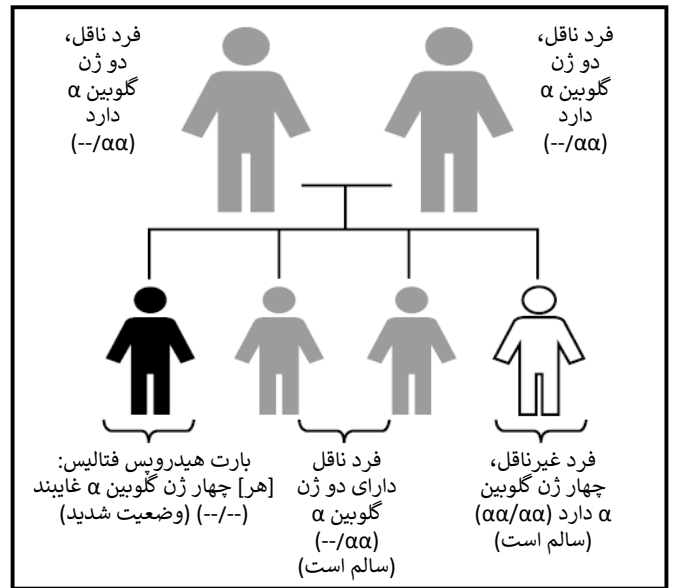 فرد ناقل،
دو ژن
گلوبین α
دارد
(--/αα)
فرد ناقل،
دو ژن
گلوبین α
دارد
(--/αα)
فرد غیرناقل،
چهار ژن گلوبین
α دارد (αα/αα)
(سالم است)
فرد ناقل
دارای دو ژن
گلوبین α
(--/αα)
(سالم است)
بارت هیدروپس فتالیس:
[هر] چهار ژن گلوبین α غایبند
(--/--) (وضعیت شدید)